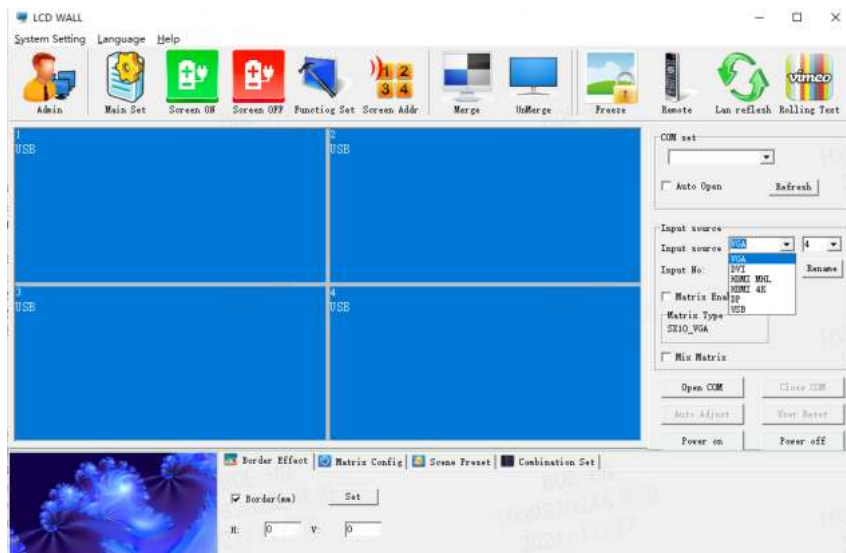 LCD WALL
System Setting Language Help
Admin Main Set Screen ON Screen OFF Functiog Set Screen Addr Merge UnMerge Freeze Remote Lan reflesh Rolling Text
1 2
3 4
vimeo
1
USB
2
USB
3
USB
4
USB
COM set
Auto Open Refresh
Input source
Input source VGA 4
VGA
Input No: DVI Rename
HDMI MHL
HDMI 4K
Matrix Ena DP
USB
Matrix Type
SX10_VGA
Mix Matrix
Open COM Close COM
Auto Adjust User Reset
Power on Power off
Border Effect Matrix Config Scene Preset Combination Set
Border(mm) Set
H: 0 V: 0